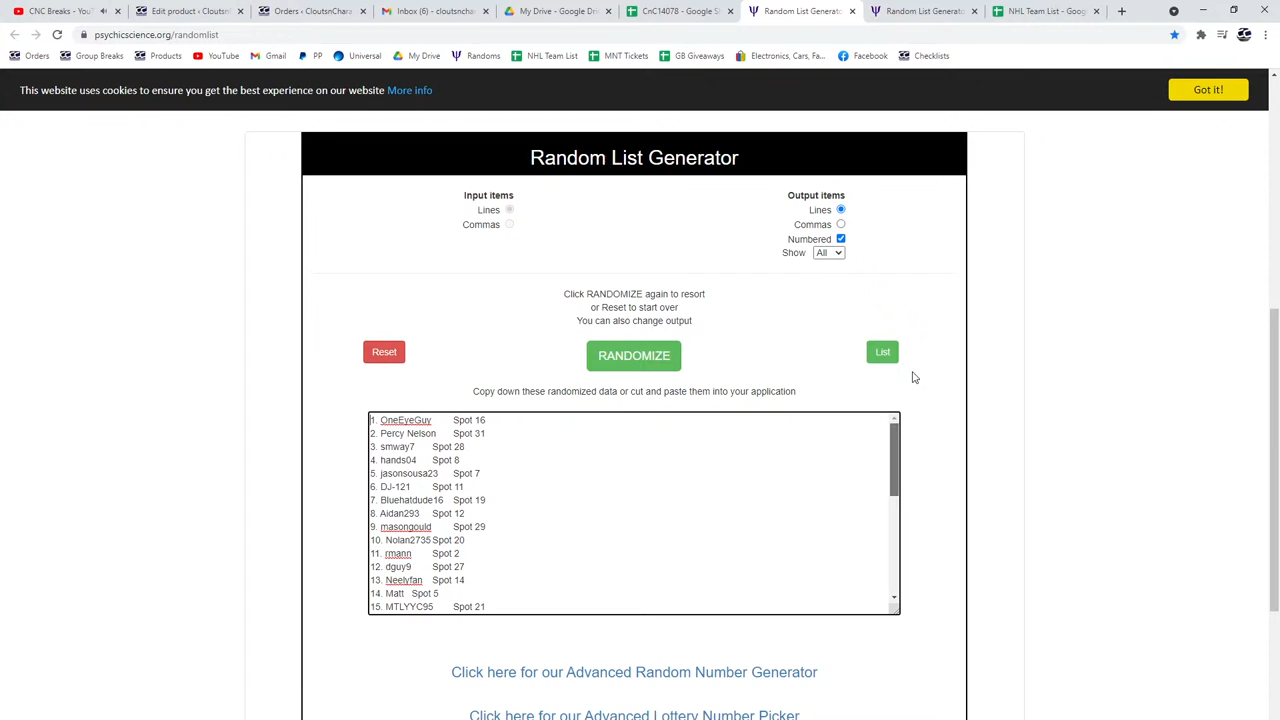 CNC Breaks - You
Edit product ‹ Cloutsn
Orders ‹ CloutsnChara
Inbox (6) - cloutsnchar
My Drive - Google Driv
CnC14078 - Google S
Random List Generato
Random List Generato
NHL Team List - Goog
psychicscience.org/randomlist
Orders
Group Breaks
Products
YouTube
Gmail
PP
Universal
My Drive
Randoms
NHL Team List
MNT Tickets
GB Giveaways
Electronics, Cars, Fa...
Facebook
Checklists
This website uses cookies to ensure you get the best experience on our website More info
Got it!
Random List Generator
Input items
Lines
Commas
Output items
Lines
Commas
Numbered
Show All
Click RANDOMIZE again to resort
or Reset to start over
You can also change output
Reset
RANDOMIZE
List
Copy down these randomized data or cut and paste them into your application
1. OneEyeGuy Spot 16
2. Percy Nelson Spot 31
3. smway7 Spot 28
4. hands04 Spot 8
5. jasonsousa23 Spot 7
6. DJ-121 Spot 11
7. Bluehatdude16 Spot 19
8. Aidan293 Spot 12
9. masongould Spot 29
10. Nolan2735 Spot 20
11. rmann Spot 2
12. dguy9 Spot 27
13. Neelyfan Spot 14
14. Matt Spot 5
15. MTLYYC95 Spot 21
Click here for our Advanced Random Number Generator
Click here for our Advanced Lottery Number Picker